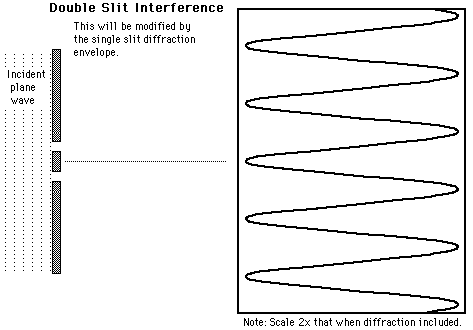 Double Slit Interference
This will be modified by
the single slit diffraction
envelope.
Incident
plane
wave
Note: Scale 2x that when diffraction included.